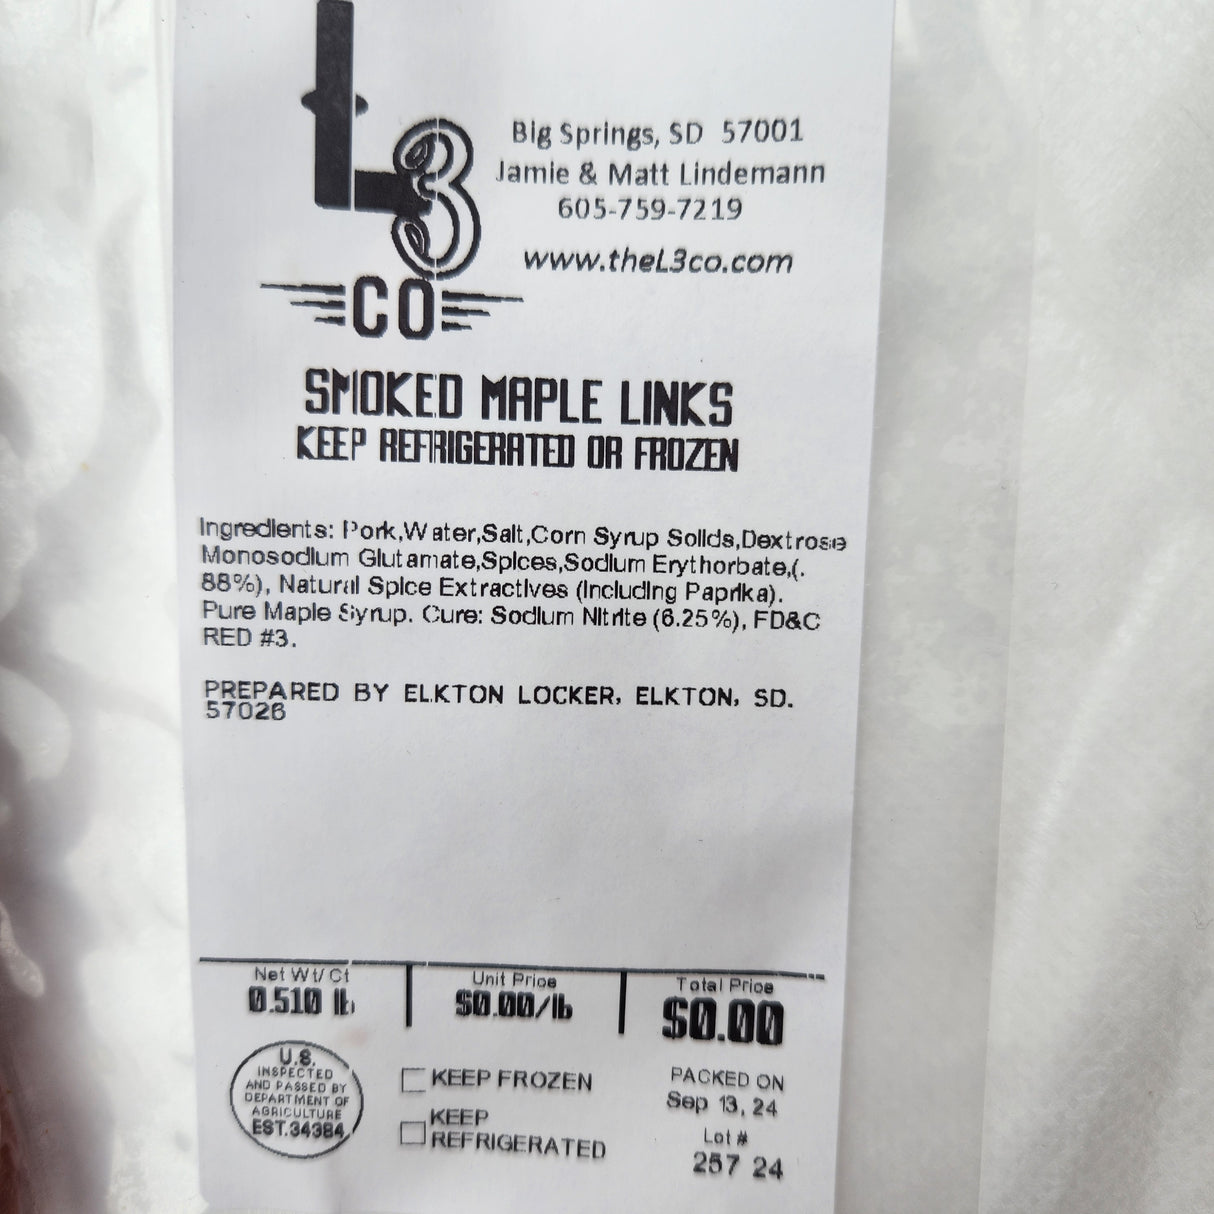 L3
CO
Big Springs, SD 57001
Jamie & Matt Lindemann
605-759-7219
www.theL3co.com
SMOKED MAPLE LINKS
KEEP REFRIGERATED OR FROZEN
Ingredients: Pork,Water,Salt,Corn Syrup Solids,Dextrose
Monosodium Glutamate,Spices,Sodium Erythorbate,(.
88%), Natural Spice Extractives (Including Paprika).
Pure Maple Syrup. Cure: Sodium Nitrite (6.25%), FD&C
RED #3.
PREPARED BY ELKTON LOCKER, ELKTON, SD.
57026
Net Wt/Ct
0.510 lb
Unit Price
$0.00/lb
Total Price
$0.00
U.S.
INSPECTED
AND PASSED BY
DEPARTMENT OF
AGRICULTURE
EST.34384
KEEP FROZEN
KEEP
REFRIGERATED
PACKED ON
Sep 13, 24
Lot #
257 24